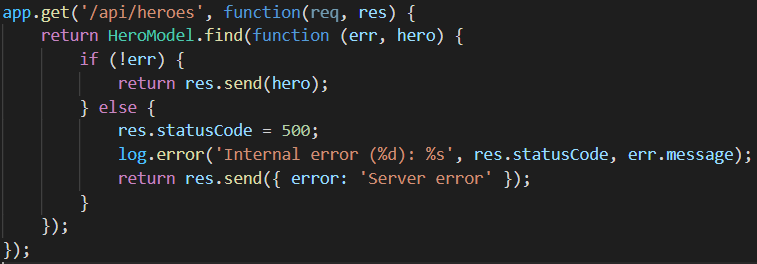 app.get('/api/heroes', function(req, res) {
    return HeroModel.find(function (err, hero) {
        if (!err) {
            return res.send(hero);
        } else {
            res.statusCode = 500;
            log.error('Internal error (%d): %s', res.statusCode, err.message);
            return res.send({ error: 'Server error' });
        }
    });
});